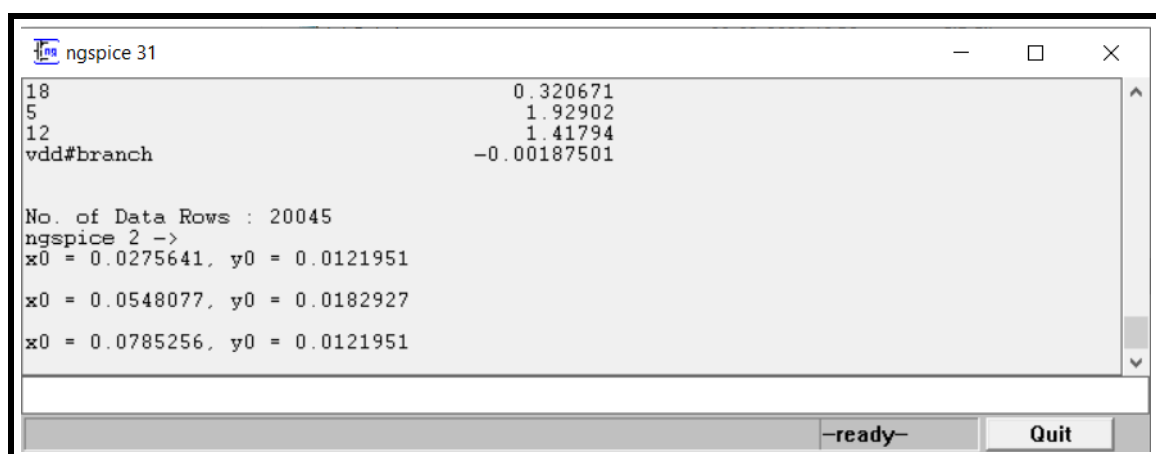 ngspice 31
18 0.320671
5 1.92902
12 1.41794
vdd#branch -0.00187501
No. of Data Rows : 20045
ngspice 2 ->
x0 = 0.0275641, y0 = 0.0121951
x0 = 0.0548077, y0 = 0.0182927
x0 = 0.0785256, y0 = 0.0121951
--ready-- Quit